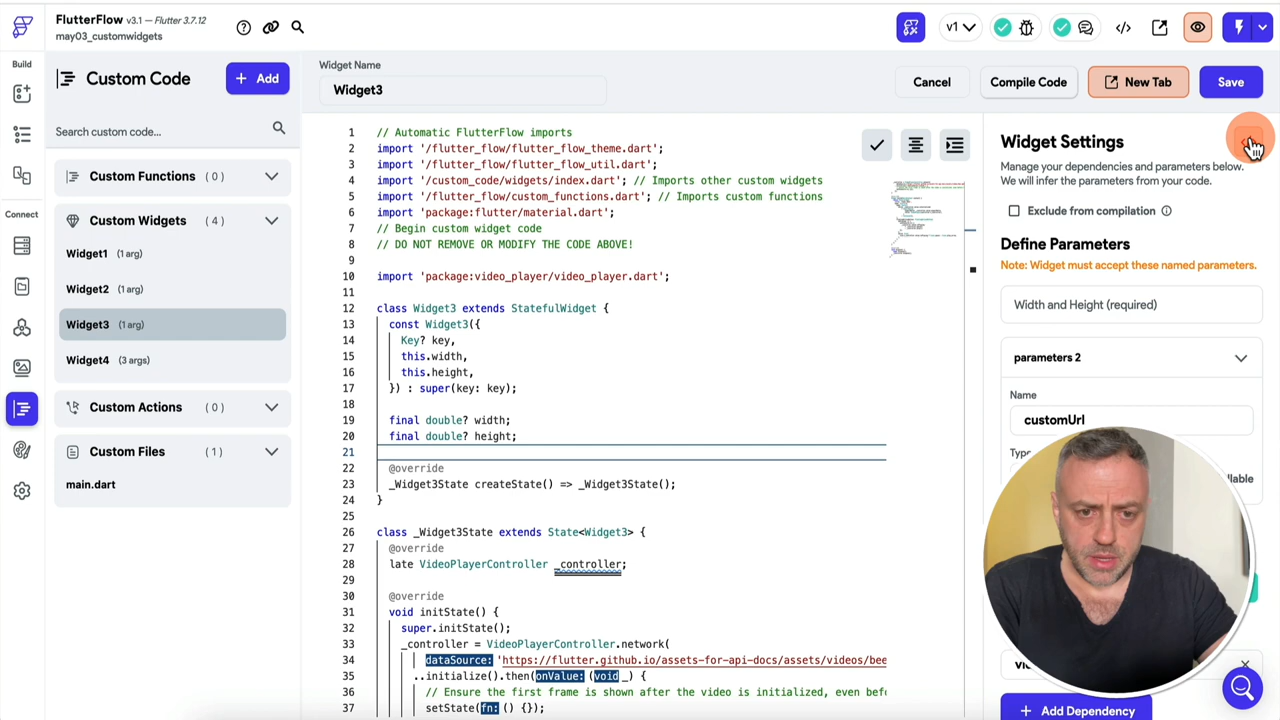 FlutterFlow v3.1 – Flutter 3.7.12
may03_customwidgets
v1
Build
Connect
Custom Code
+ Add
Search custom code...
Custom Functions (0)
Custom Widgets (4)
Widget1 (1 arg)
Widget2 (1 arg)
Widget3 (1 arg)
Widget4 (3 args)
Custom Actions (0)
Custom Files (1)
main.dart
Widget Name
Widget3
Cancel
Compile Code
New Tab
Save
1 // Automatic FlutterFlow imports
2 import '/flutter_flow/flutter_flow_theme.dart';
3 import '/flutter_flow/flutter_flow_util.dart';
4 import '/custom_code/widgets/index.dart'; // Imports other custom widgets
5 import '/flutter_flow/custom_functions.dart'; // Imports custom functions
6 import 'package:flutter/material.dart';
7 // Begin custom widget code
8 // DO NOT REMOVE OR MODIFY THE CODE ABOVE!
9
10 import 'package:video_player/video_player.dart';
11
12 class Widget3 extends StatefulWidget {
13 const Widget3({
14 Key? key,
15 this.width,
16 this.height,
17 }) : super(key: key);
18
19 final double? width;
20 final double? height;
21
22 @override
23 _Widget3State createState() => _Widget3State();
24 }
25
26 class _Widget3State extends State<Widget3> {
27 @override
28 late VideoPlayerController _controller;
29
30 @override
31 void initState() {
32 super.initState();
33 _controller = VideoPlayerController.network(
34 dataSource: 'https://flutter.github.io/assets-for-api-docs/assets/videos/bee
35 ..initialize().then(onValue: (void _) {
36 // Ensure the first frame is shown after the video is initialized, even befo
37 setState(fn: () {});
Widget Settings
Manage your dependencies and parameters below.
We will infer the parameters from your code.
Exclude from compilation
Define Parameters
Note: Widget must accept these named parameters.
Width and Height (required)
parameters 2
Name
customUrl
+ Add Dependency